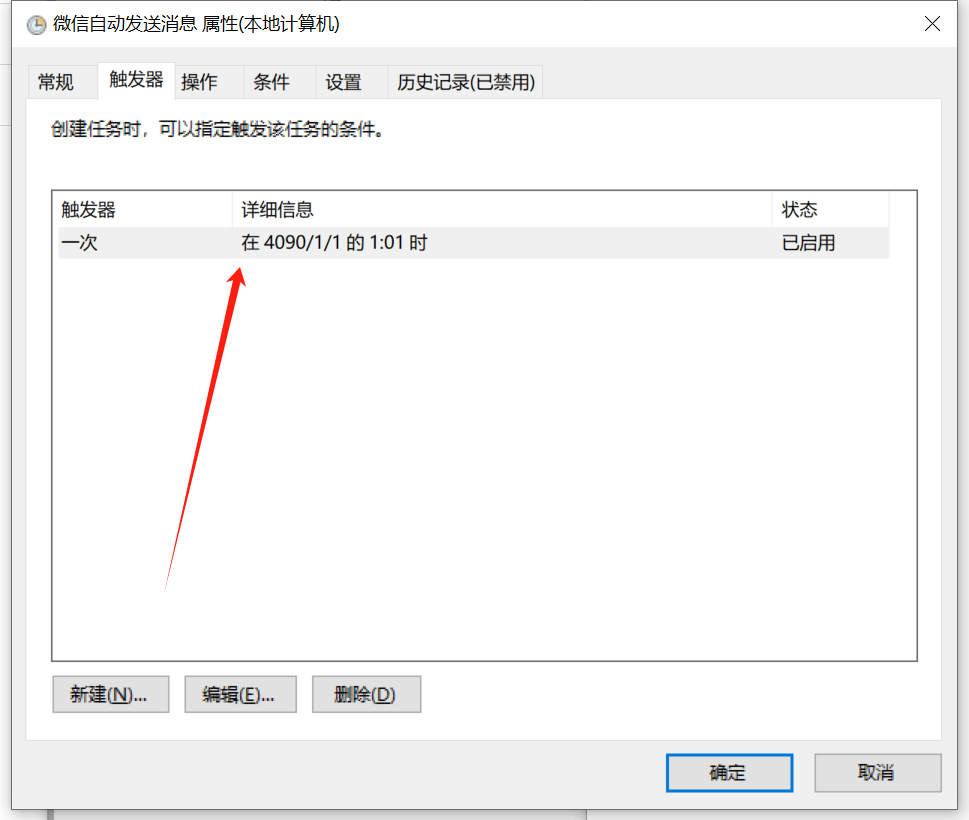 微信自动发送消息 属性(本地计算机)
常规 触发器 操作 条件 设置 历史记录(已禁用)
创建任务时，可以指定触发该任务的条件。
触发器 详细信息 状态
一次 在 4090/1/1 的 1:01 时 已启用
新建(N)... 编辑(E)... 删除(D)
确定 取消